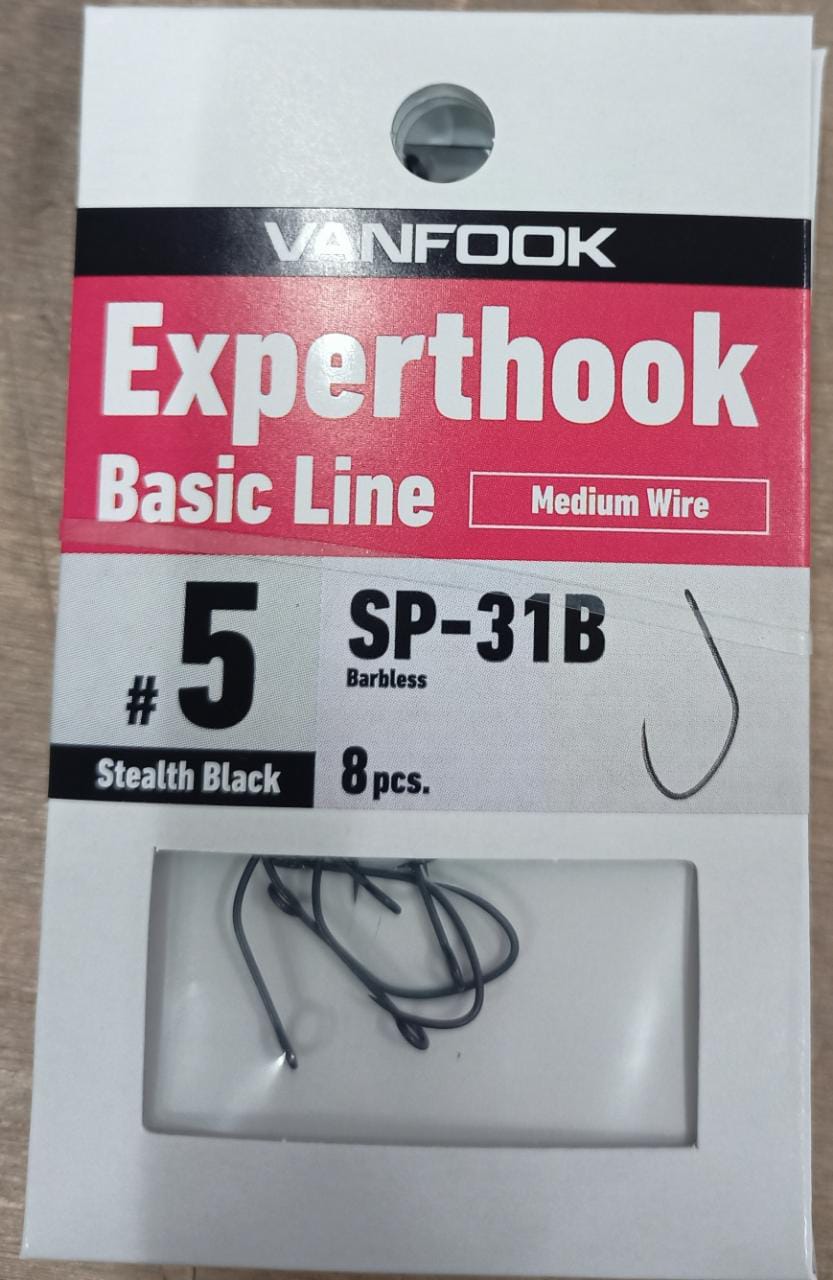 VANFOOK
Experthook
Basic Line
Medium Wire
#5
SP-31B
Barbless
Stealth Black
8 pcs.